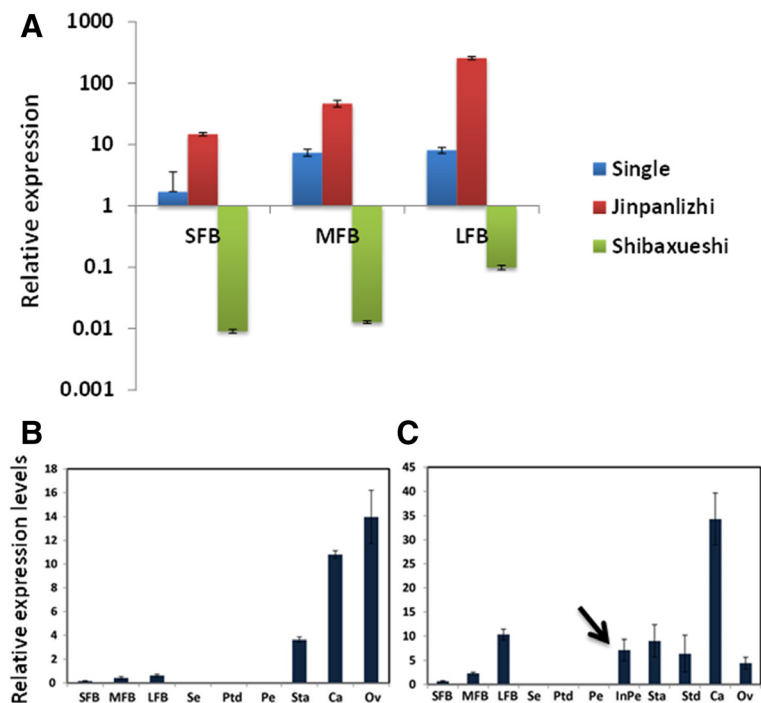 A
Relative expression
1000
100
10
1
0.1
0.01
0.001
SFB MFB LFB
Single
Jinpanlizhi
Shibaxueshi
B
Relative expression levels
18
16
14
12
10
8
6
4
2
0
SFB MFB LFB Se Ptd Pe Sta Ca Ov
C
45
40
35
30
25
20
15
10
5
0
SFB MFB LFB Se Ptd Pe InPe Sta Std Ca Ov